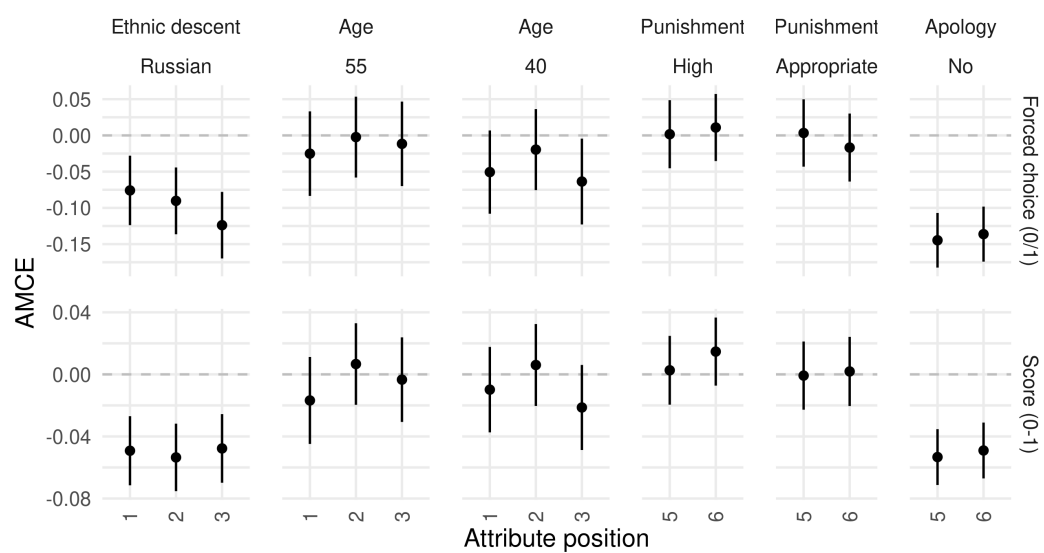 Ethnic descent Age Age Punishment Punishment Apology
Russian 55 40 High Appropriate No
0.05
0.00
-0.05
-0.10
-0.15
Forced choice (0/1)
0.04
0.00
-0.04
-0.08
Score (0-1)
AMCE
1 2 3 1 2 3 1 2 3 5 6 5 6 5 6
Attribute position